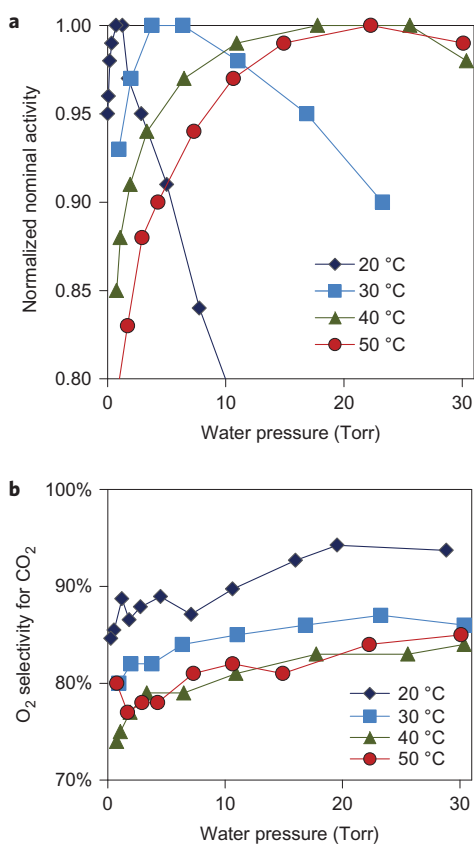 a
1.00
0.95
0.90
0.85
0.80
Normalized nominal activity
20 °C
30 °C
40 °C
50 °C
0
10
20
30
Water pressure (Torr)
b
100%
90%
80%
70%
O₂ selectivity for CO₂
20 °C
30 °C
40 °C
50 °C
0
10
20
30
Water pressure (Torr)